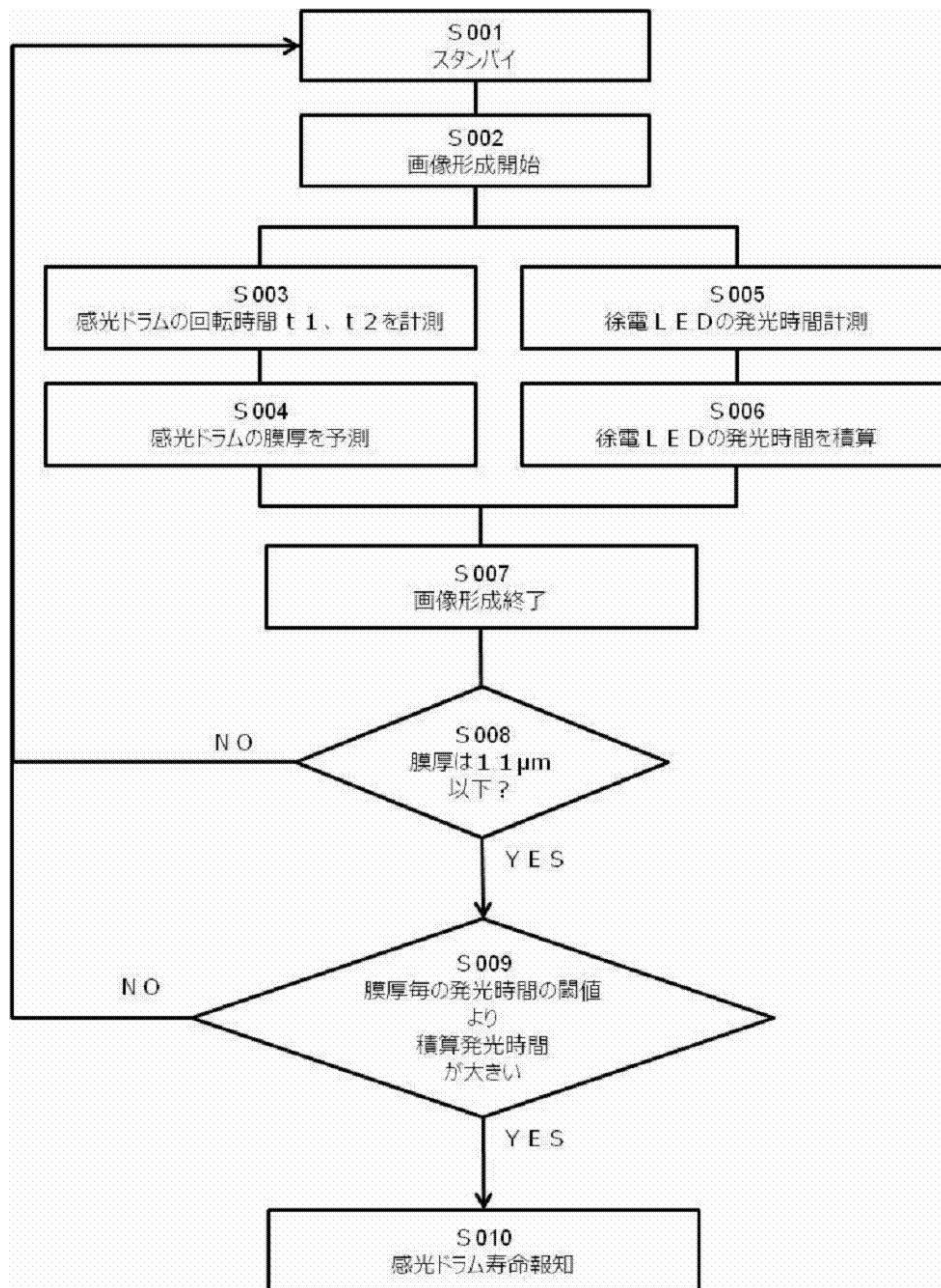 S001
スタンバイ
S002
画像形成開始
S003
感光ドラムの回転時間t1、t2を計測
S004
感光ドラムの膜厚を予測
S005
徐電LEDの発光時間計測
S006
徐電LEDの発光時間を積算
S007
画像形成終了
S008
膜厚は11μm
以下?
NO
YES
S009
膜厚毎の発光時間の閾値
より
積算発光時間
が大きい
NO
YES
S010
感光ドラム寿命報知